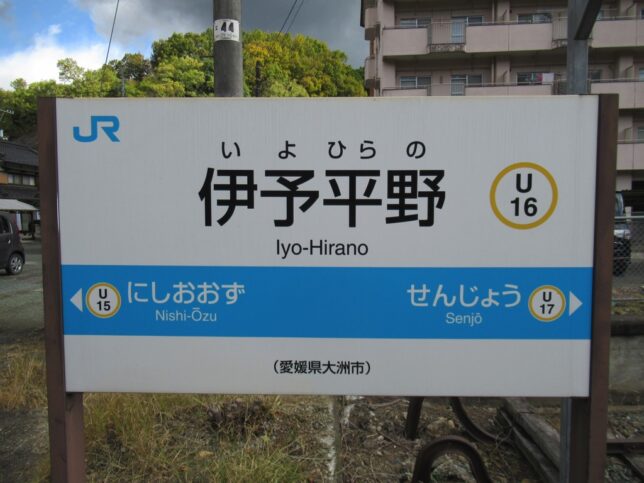 44
JR
いよひらの
伊予平野
Iyo-Hirano
U
16
U
15
にしおおず
Nishi-Ōzu
せんじょう
Senjō
U
17
（愛媛県大洲市）